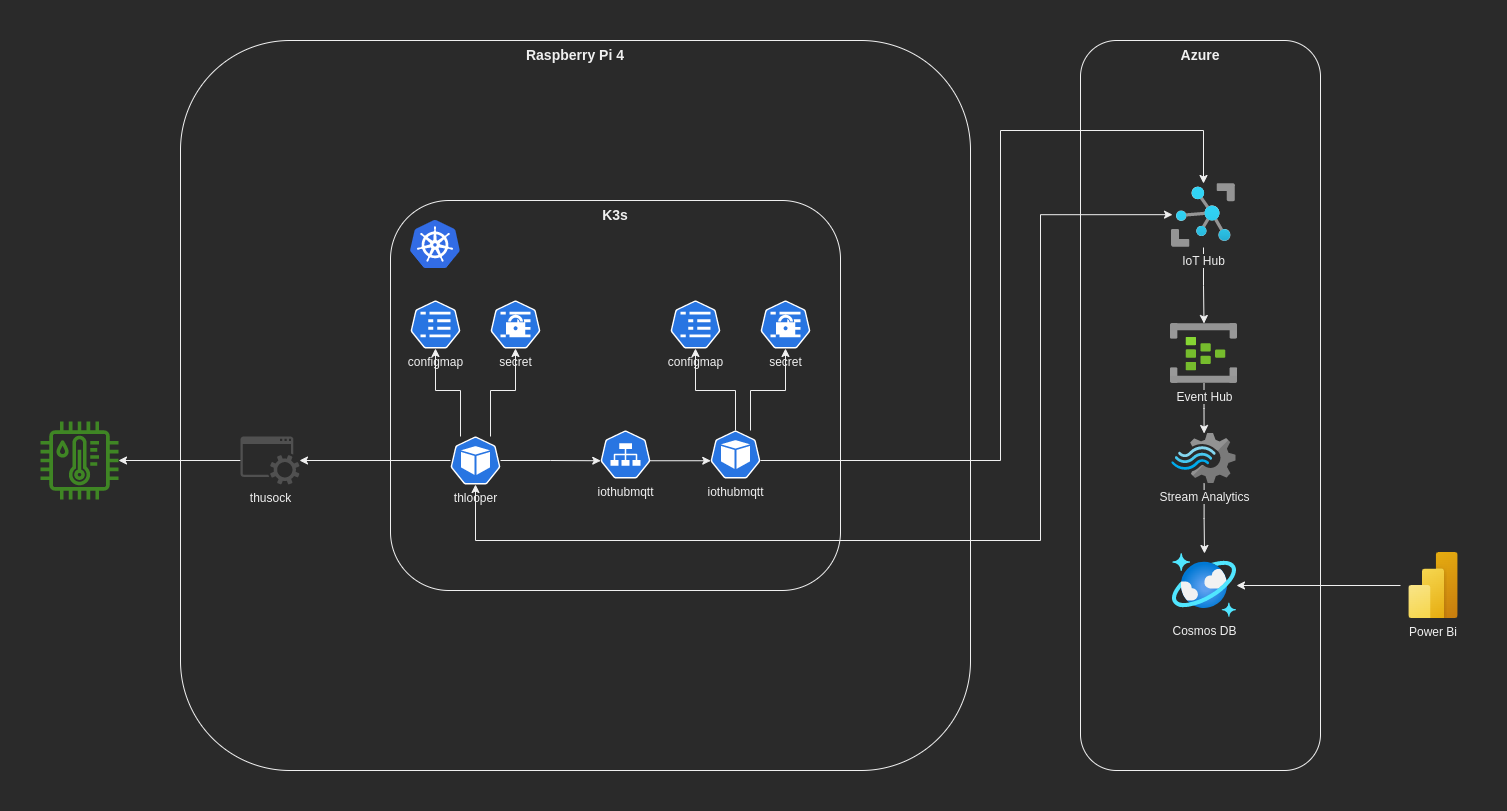 Raspberry Pi 4
Azure
K3s
IoT Hub
configmap
secret
configmap
secret
Event Hub
thusock
thlooper
iothubmqtt
iothubmqtt
Stream Analytics
Cosmos DB
Power Bi